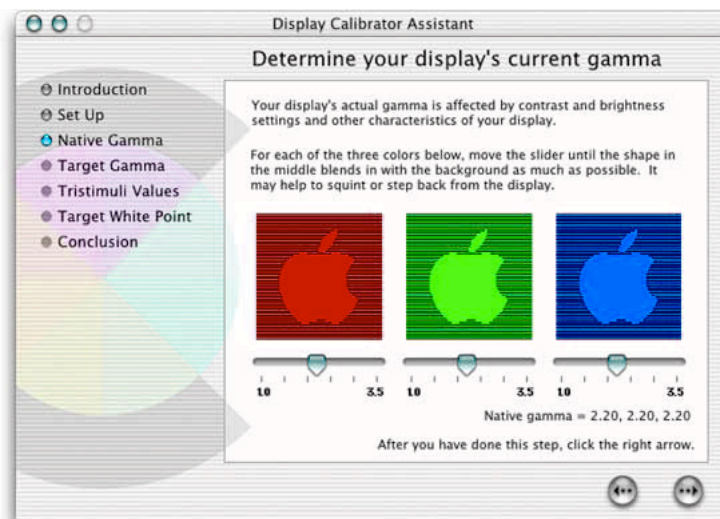 Display Calibrator Assistant
Determine your display's current gamma
Introduction
Set Up
Native Gamma
Target Gamma
Tristimuli Values
Target White Point
Conclusion
Your display's actual gamma is affected by contrast and brightness
settings and other characteristics of your display.
For each of the three colors below, move the slider until the shape in
the middle blends in with the background as much as possible. It
may help to squint or step back from the display.
1.0 3.5 1.0 3.5 1.0 3.5
Native gamma = 2.20, 2.20, 2.20
After you have done this step, click the right arrow.